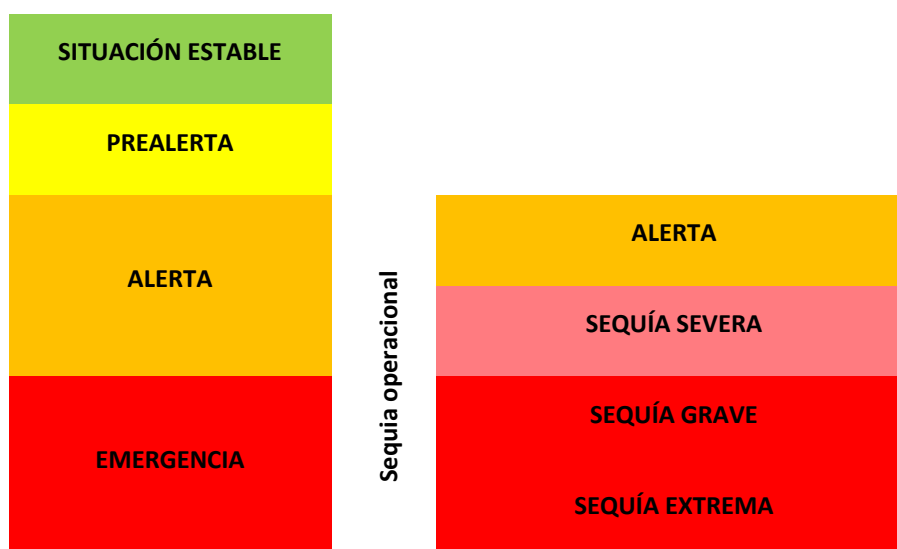 SITUACIÓN ESTABLE
PREALERTA
ALERTA
EMERGENCIA
Sequia operacional
ALERTA
SEQUÍA SEVERA
SEQUÍA GRAVE
SEQUÍA EXTREMA